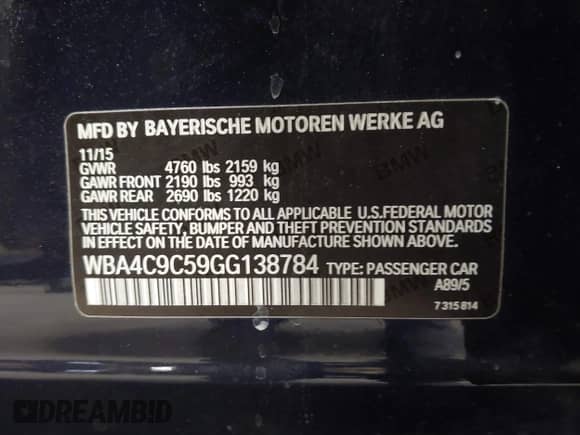 MFD BY BAYERISCHE MOTOREN WERKE AG
11/15
GVWR 4760 lbs 2159 kg
GAWR FRONT 2190 lbs 993 kg
GAWR REAR 2690 lbs 1220 kg
THIS VEHICLE CONFORMS TO ALL APPLICABLE U.S.FEDERAL MOTOR
VEHICLE SAFETY, BUMPER AND THEFT PREVENTION STANDARDS
IN EFFECT ON THE DATE OF MANUFACTURE SHOWN ABOVE.
WBA4C9C59GG138784 TYPE: PASSENGER CAR
A89/5
7 315 814
DREAMBID